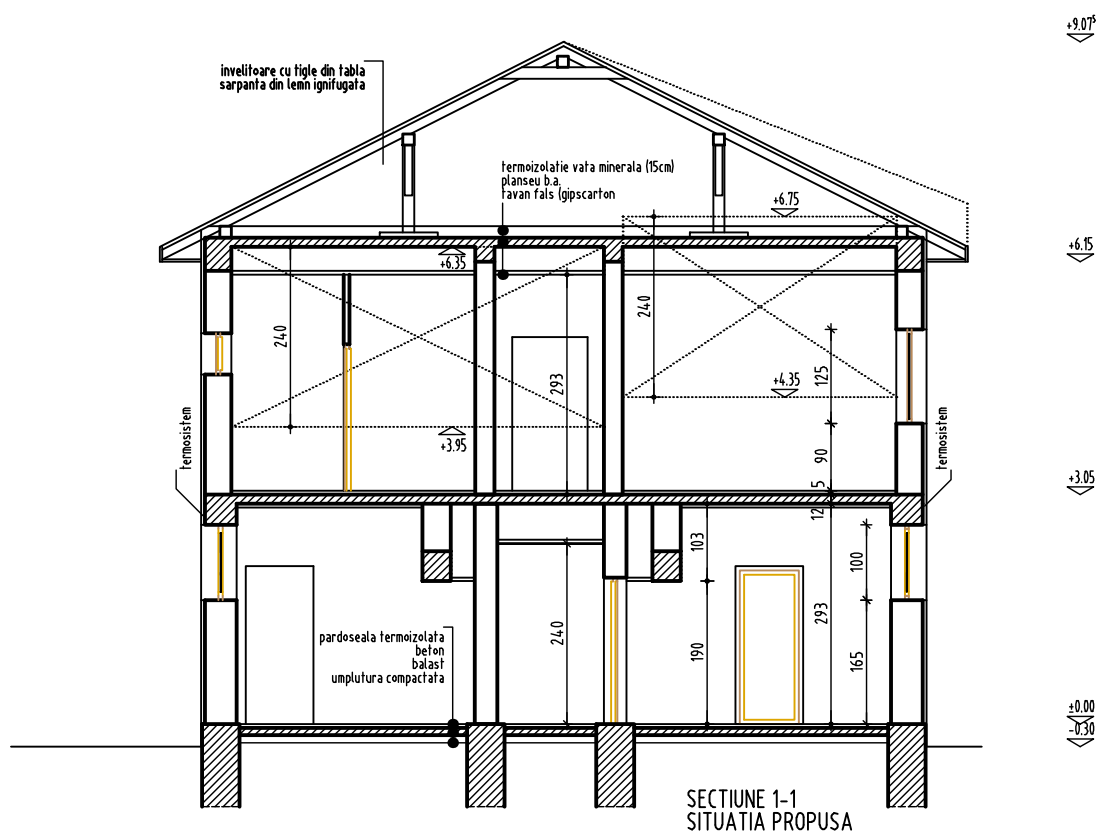 +9.07⁵
invelitoare cu tigle din tabla
sarpanta din lemn ignifugata
termoizolatie vata minerala (15cm)
planseu b.a.
tavan fals (gipscarton
+6.75
+6.15
+6.35
240
240
293
125
+4.35
+3.95
90
termosistem
termosistem
5
+3.05
12
103
100
293
240
190
165
pardoseala termoizolata
beton
balast
umplutura compactata
±0.00
-0.30
SECTIUNE 1-1
SITUATIA PROPUSA